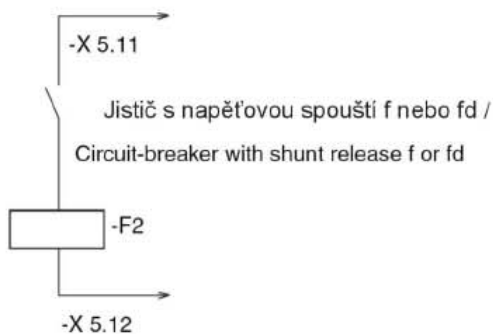 -X 5.11
Jistič s napěťovou spouští f nebo fd /
Circuit-breaker with shunt release f or fd
-F2
-X 5.12